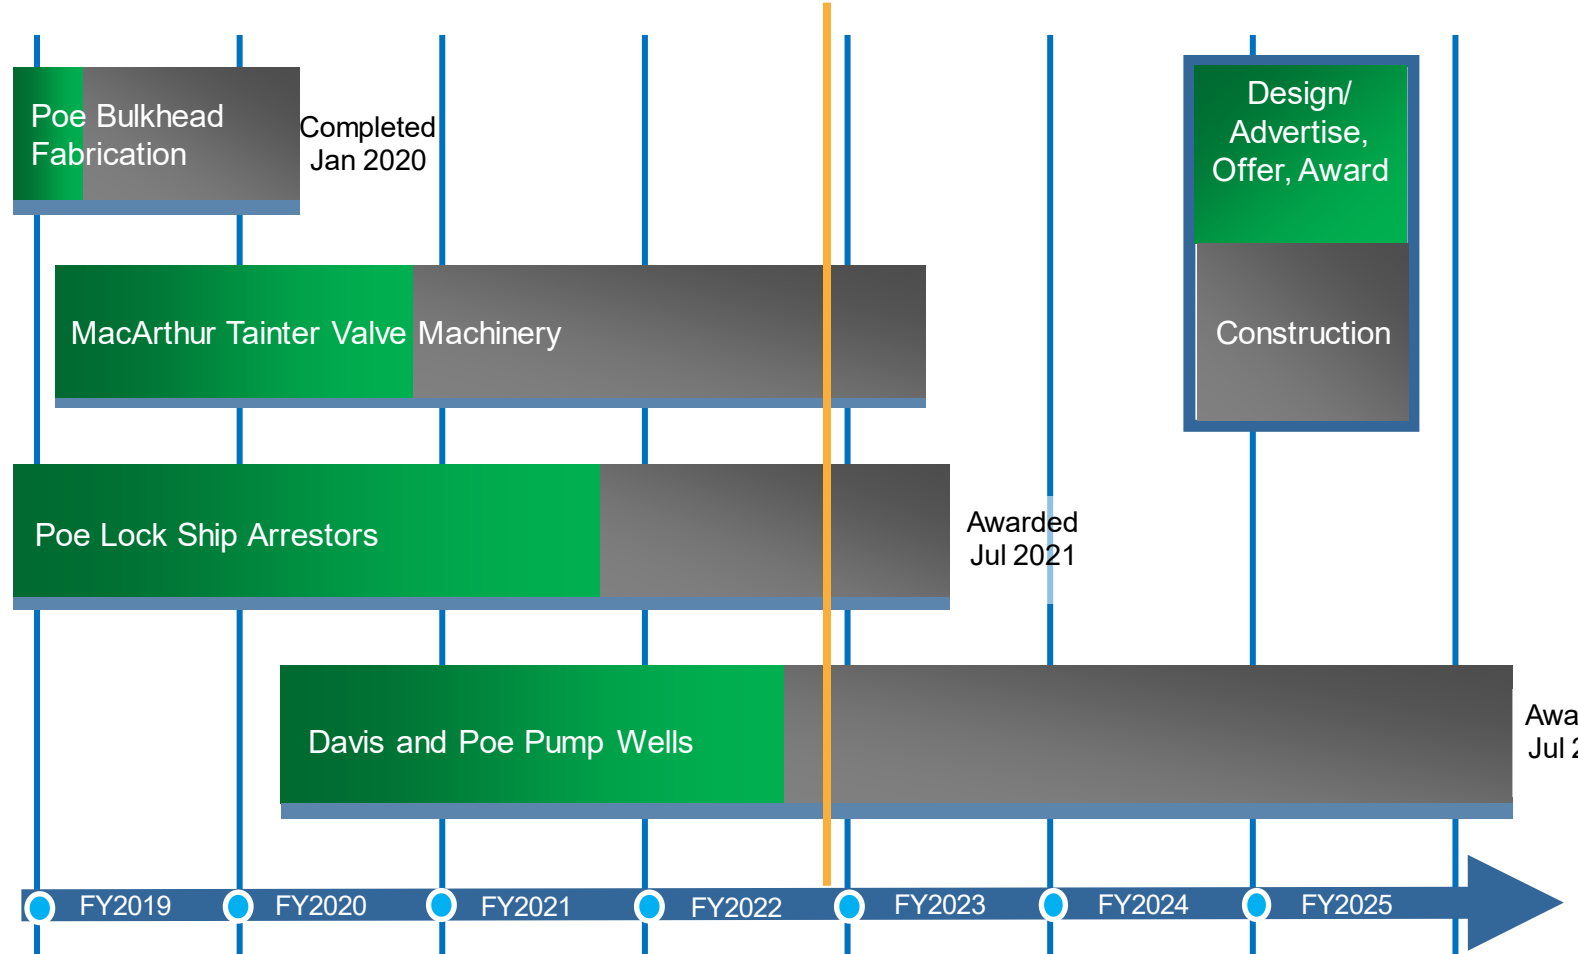 Poe Bulkhead
Fabrication
Completed
Jan 2020
Design/
Advertise,
Offer, Award
Construction
MacArthur Tainter Valve Machinery
Poe Lock Ship Arrestors
Awarded
Jul 2021
Davis and Poe Pump Wells
Jul
FY2019
FY2020
FY2021
FY2022
FY2023
FY2024
FY2025